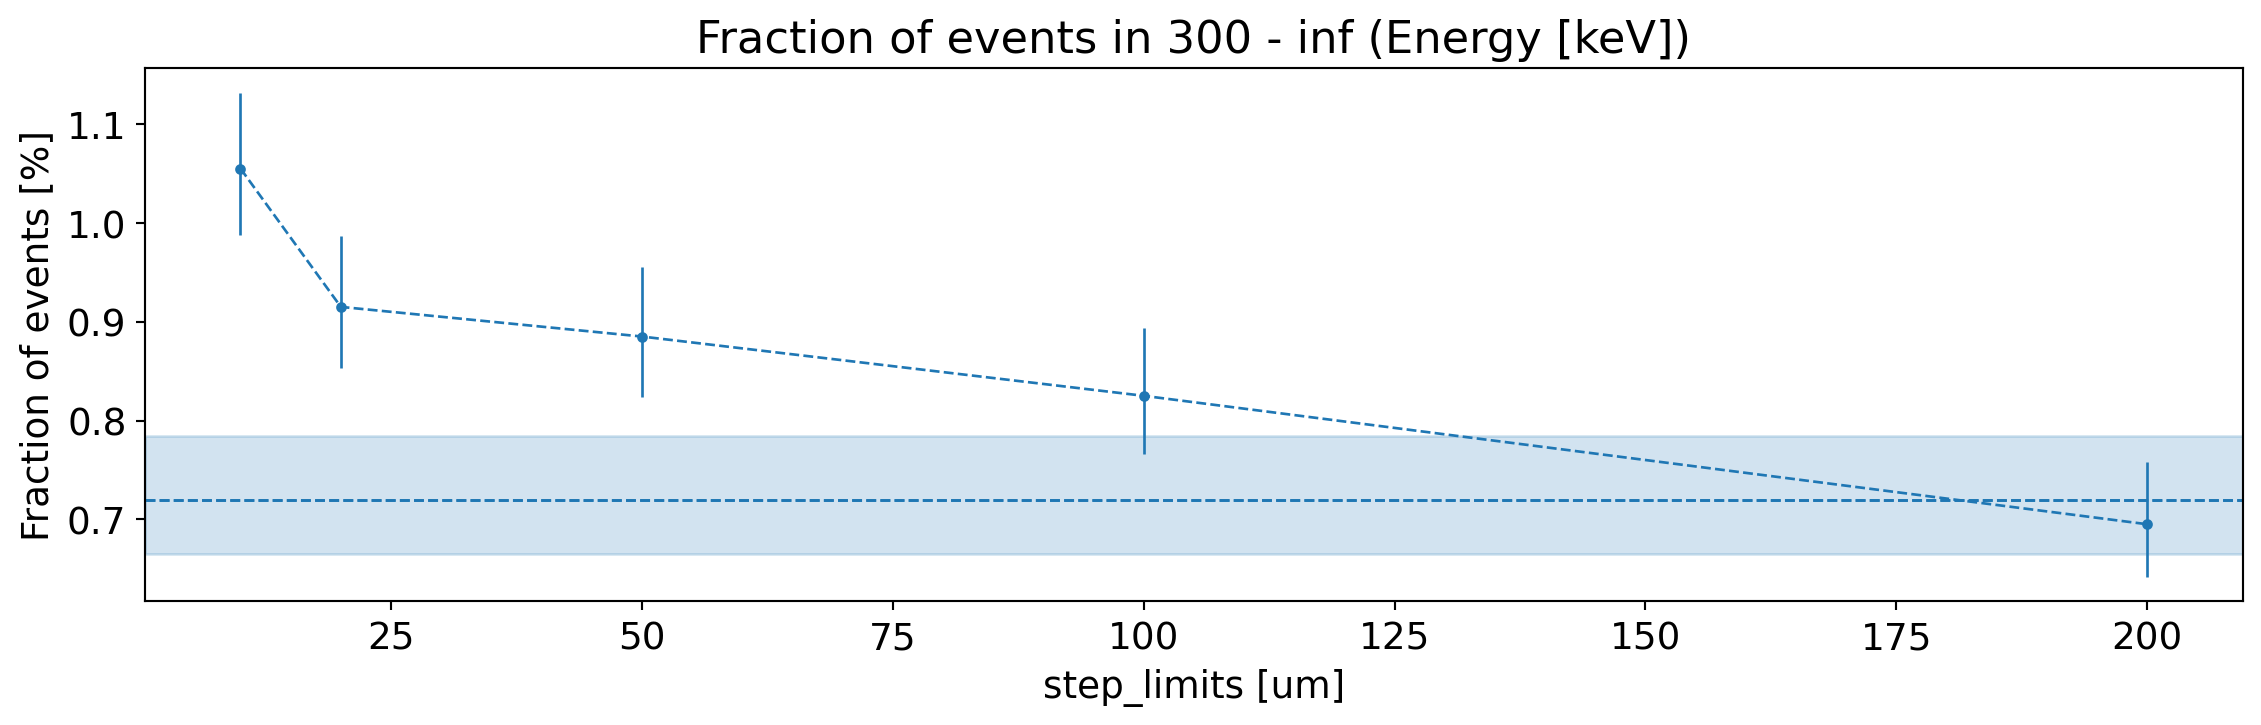 Fraction of events in 300 - inf (Energy [keV])
Fraction of events [%]
1.1
1.0
0.9
0.8
0.7
25 50 75 100 125 150 175 200
step_limits [um]